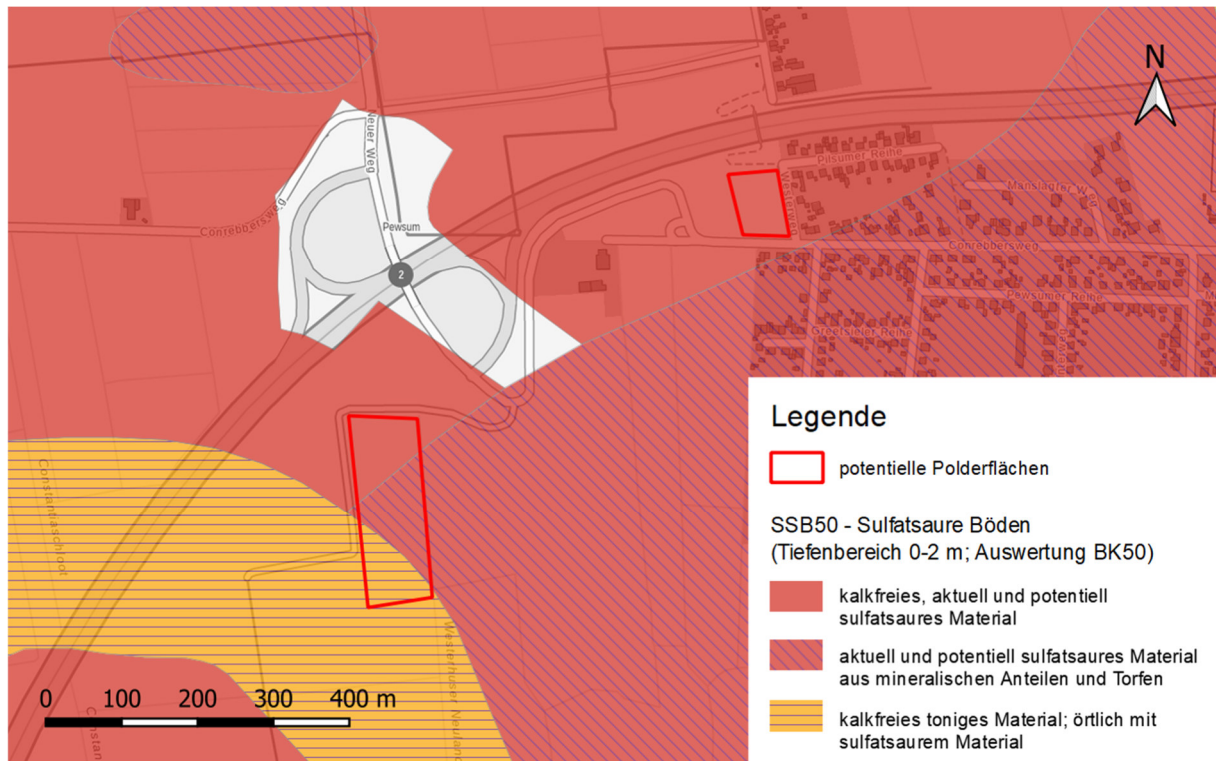 N
Neuer Weg
Pilsumer Reihe
Westerweg
Manslagter Weg
Conrebbersweg
Pewsum
Conrebbersweg
2
Pewsumer Reihe
Greetsieler Reihe
Constantiaschloot
Westerhuser Neuland
Legende
potentielle Polderflächen
SSB50 - Sulfatsaure Böden
(Tiefenbereich 0-2 m; Auswertung BK50)
kalkfreies, aktuell und potentiell
sulfatsaures Material
aktuell und potentiell sulfatsaures Material
aus mineralischen Anteilen und Torfen
kalkfreies toniges Material; örtlich mit
sulfatsaurem Material
0 100 200 300 400 m